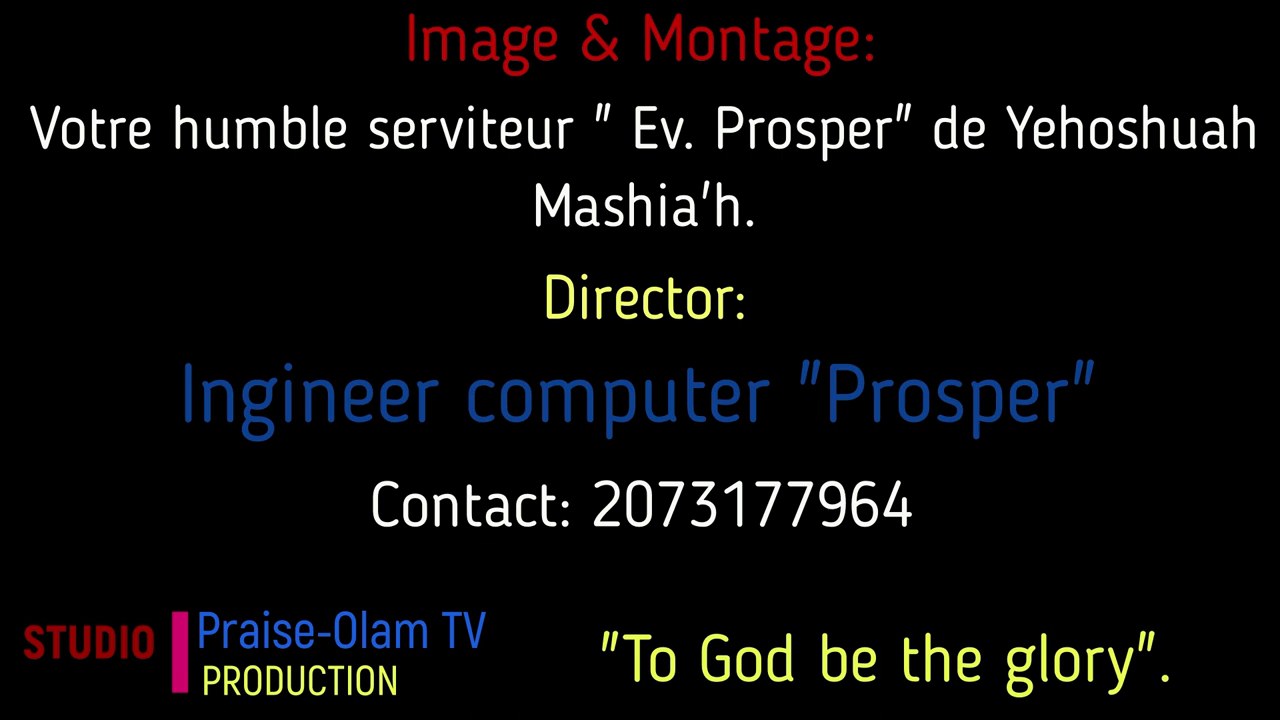 Image & Montage:
Votre humble serviteur " Ev. Prosper" de Yehoshuah
Mashia'h.
Director:
Ingineer computer "Prosper"
Contact: 2073177964
STUDIO
Praise-Olam TV
PRODUCTION
"To God be the glory".